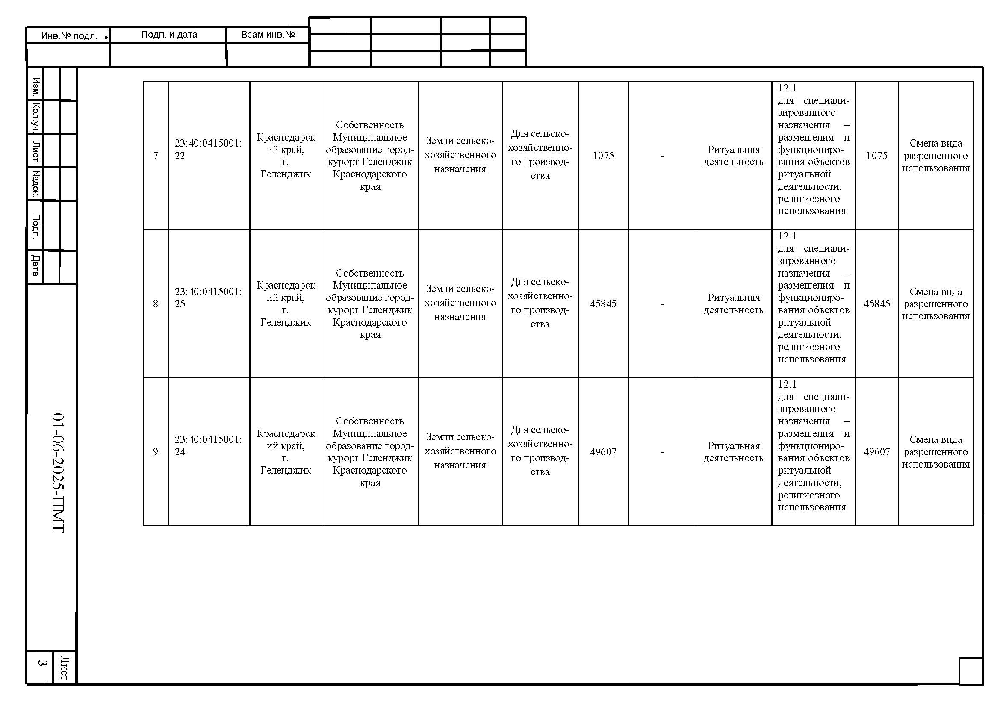 Инв.№ подл.
Подп. и дата
Взам.инв.№
Изм.
Кол.уч
Лист
№док.
Подп.
Дата
01-06-2025-ПМТ
Лист
3
7
23:40:0415001:
22
Краснодарск
ий край,
г.
Геленджик
Собственность
Муниципальное
образование город-
курорт Геленджик
Краснодарского
края
Земли сельско-
хозяйственного
назначения
Для сельско-
хозяйственно-
го производ-
ства
1075
-
Ритуальная
деятельность
12.1
для специали-
зированного
назначения –
размещения и
функциониро-
вания объектов
ритуальной
деятельности,
религиозного
использования.
1075
Смена вида
разрешенного
использования
8
23:40:0415001:
25
Краснодарск
ий край,
г.
Геленджик
Собственность
Муниципальное
образование город-
курорт Геленджик
Краснодарского
края
Земли сельско-
хозяйственного
назначения
Для сельско-
хозяйственно-
го производ-
ства
45845
-
Ритуальная
деятельность
12.1
для специали-
зированного
назначения –
размещения и
функциониро-
вания объектов
ритуальной
деятельности,
религиозного
использования.
45845
Смена вида
разрешенного
использования
9
23:40:0415001:
24
Краснодарск
ий край,
г.
Геленджик
Собственность
Муниципальное
образование город-
курорт Геленджик
Краснодарского
края
Земли сельско-
хозяйственного
назначения
Для сельско-
хозяйственно-
го производ-
ства
49607
-
Ритуальная
деятельность
12.1
для специали-
зированного
назначения –
размещения и
функциониро-
вания объектов
ритуальной
деятельности,
религиозного
использования.
49607
Смена вида
разрешенного
использования